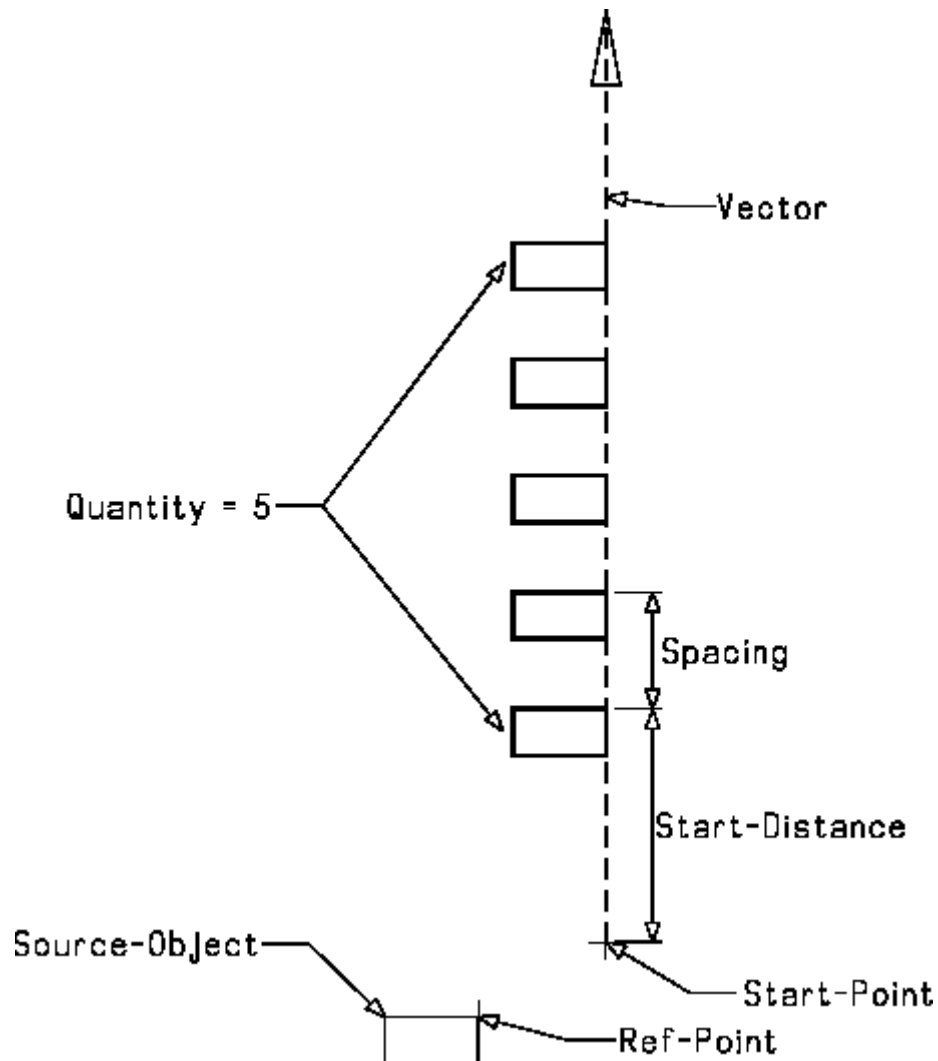 Vector
Quantity = 5
Spacing
Start-Distance
Source-Object
Start-Point
Ref-Point